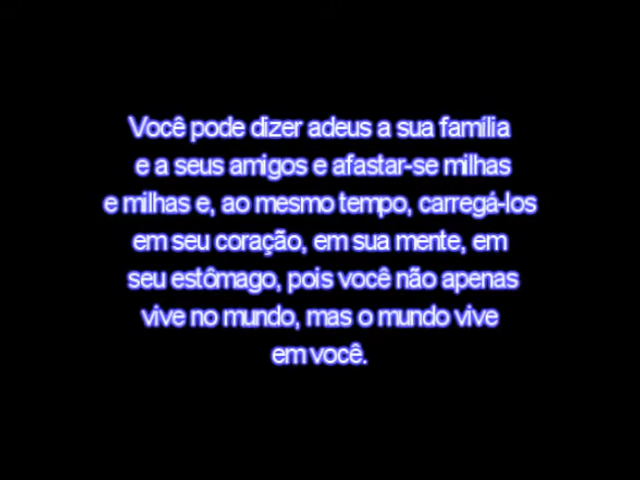 Você pode dizer adeus a sua família
e a seus amigos e afastar-se milhas
e milhas e, ao mesmo tempo, carregá-los
em seu coração, em sua mente, em
seu estômago, pois você não apenas
vive no mundo, mas o mundo vive
em você.